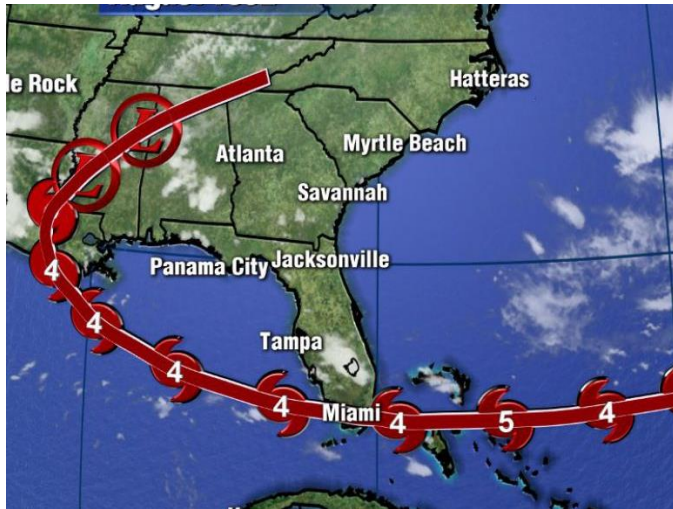 le Rock
Hatteras
L
L
Atlanta
Myrtle Beach
Savannah
Panama City
Jacksonville
4
4
Tampa
4
4
Miami
4
5
4